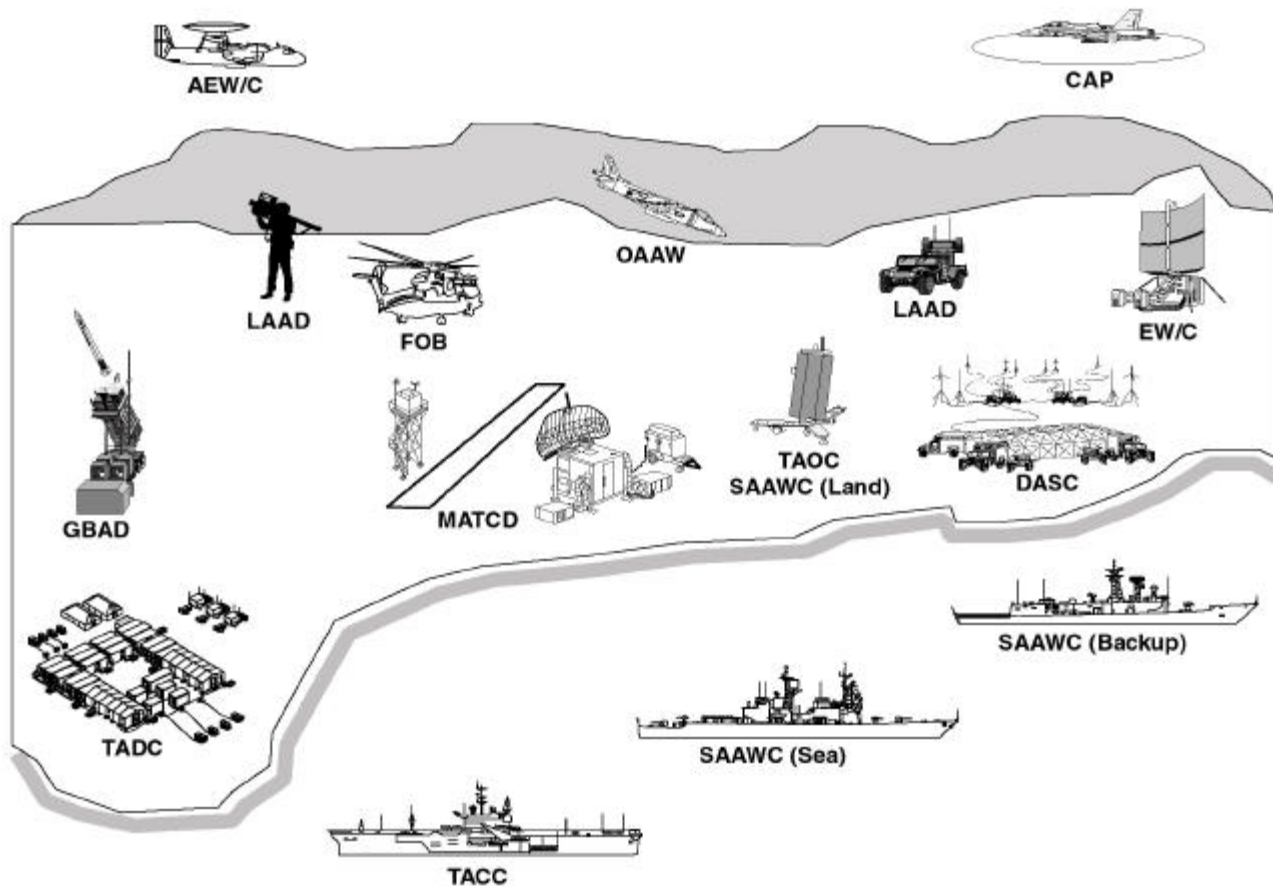 AEW/C
CAP
OAAW
LAAD
LAAD
FOB
EW/C
TAOC
SAAWC (Land)
DASC
MATCD
GBAD
SAAWC (Backup)
TADC
SAAWC (Sea)
TACC